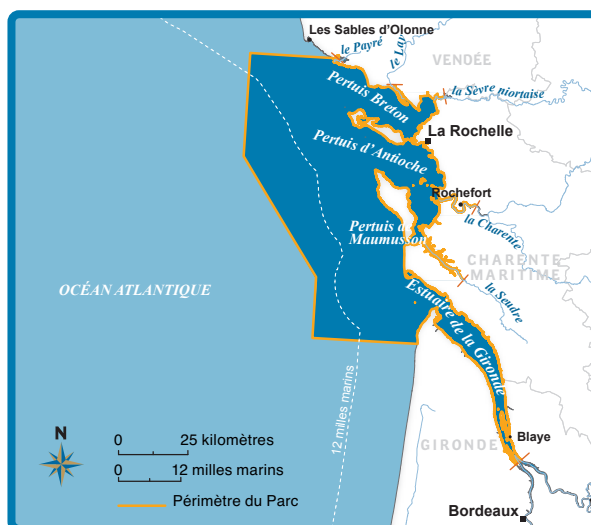 Les Sables d'Olonne
le Payré
le Lay
VENDÉE
la Sèvre niortaise
Pertuis Breton
La Rochelle
Pertuis d'Antioche
Rochefort
la Charente
Pertuis de
Maumusson
CHARENTE
MARITIME
la Seudre
OCÉAN ATLANTIQUE
Estuaire de la Gironde
12 milles marins
N
0 25 kilomètres
0 12 milles marins
Périmètre du Parc
GIRONDE
Blaye
Bordeaux